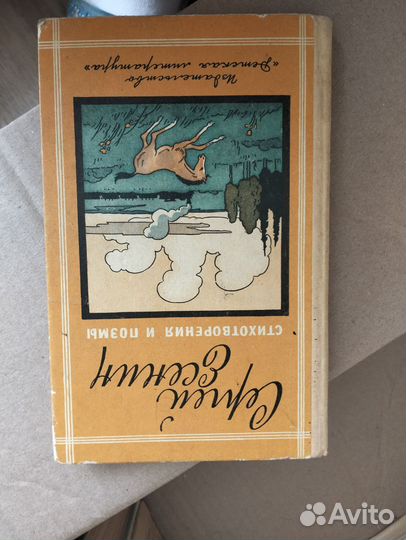 Сергей
Есенин
СТИХОТВОРЕНИЯ И ПОЭМЫ
Издательство
«Детская литература»
Avito